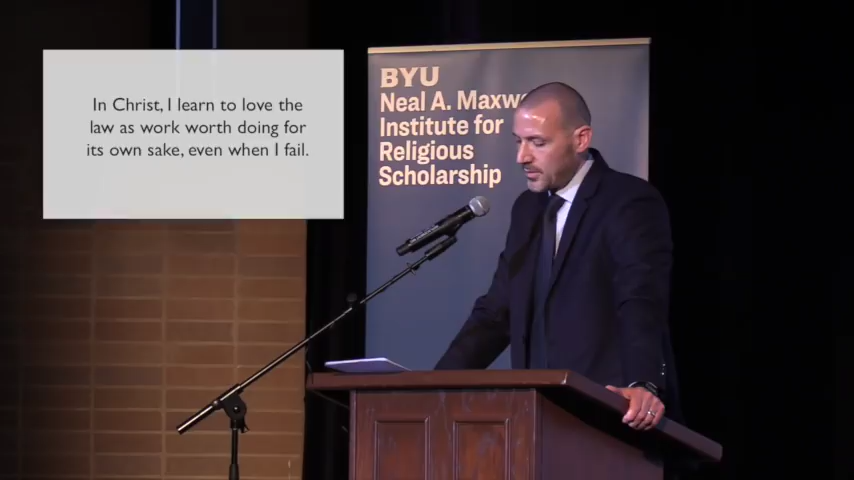 In Christ, I learn to love the
law as work worth doing for
its own sake, even when I fail.
BYU
Neal A.
Institute for
Religious
Scholarship